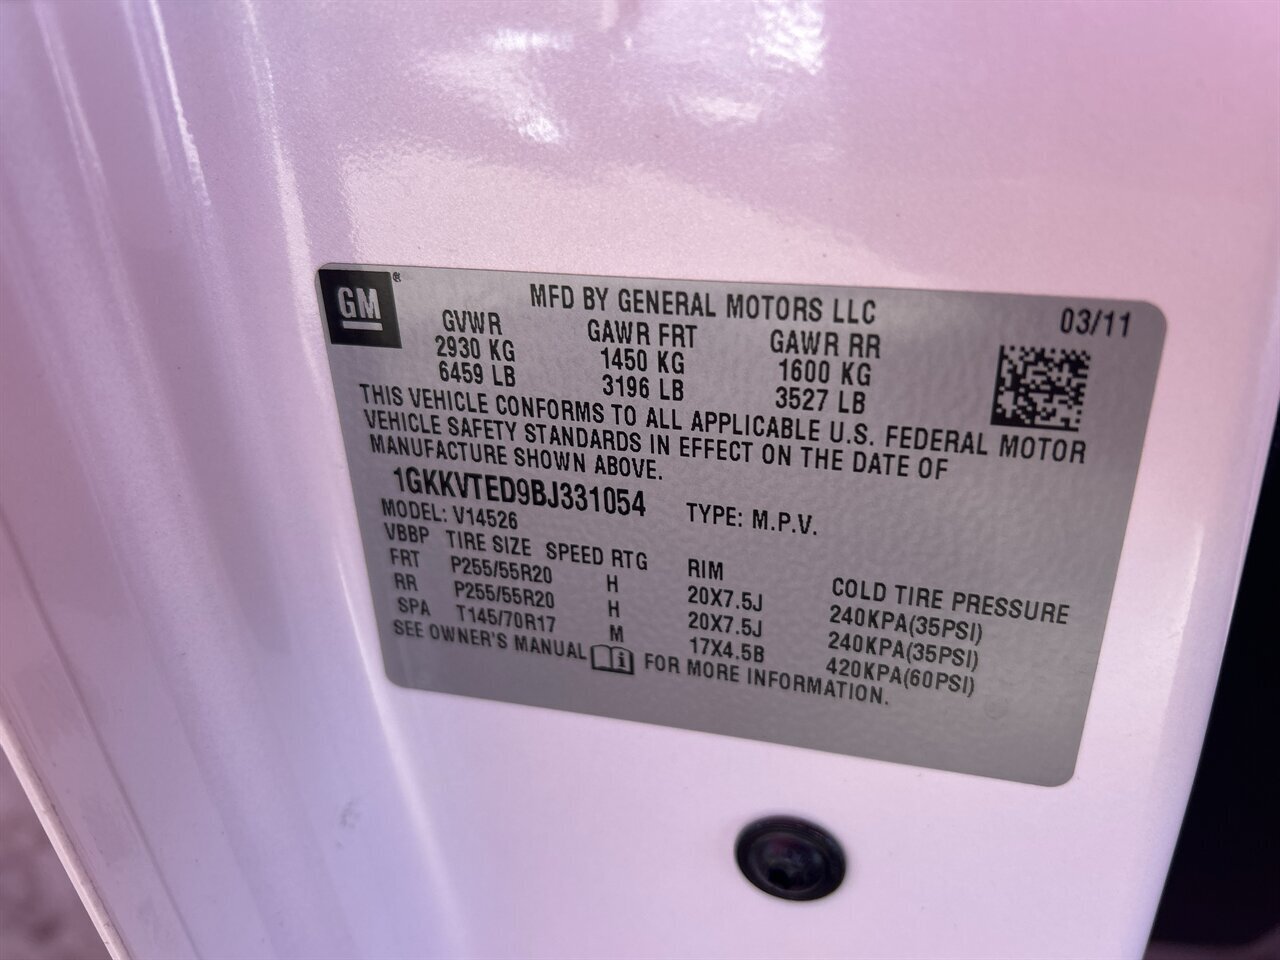 GM ®
MFD BY GENERAL MOTORS LLC 03/11
GVWR GAWR FRT GAWR RR
2930 KG 1450 KG 1600 KG
6459 LB 3196 LB 3527 LB
THIS VEHICLE CONFORMS TO ALL APPLICABLE U.S. FEDERAL MOTOR
VEHICLE SAFETY STANDARDS IN EFFECT ON THE DATE OF
MANUFACTURE SHOWN ABOVE.
1GKKVTED9BJ331054 TYPE: M.P.V.
MODEL: V14526
VBBP TIRE SIZE SPEED RTG RIM COLD TIRE PRESSURE
FRT P255/55R20 H 20X7.5J 240KPA(35PSI)
RR P255/55R20 H 20X7.5J 240KPA(35PSI)
SPA T145/70R17 M 17X4.5B 420KPA(60PSI)
SEE OWNER'S MANUAL FOR MORE INFORMATION.